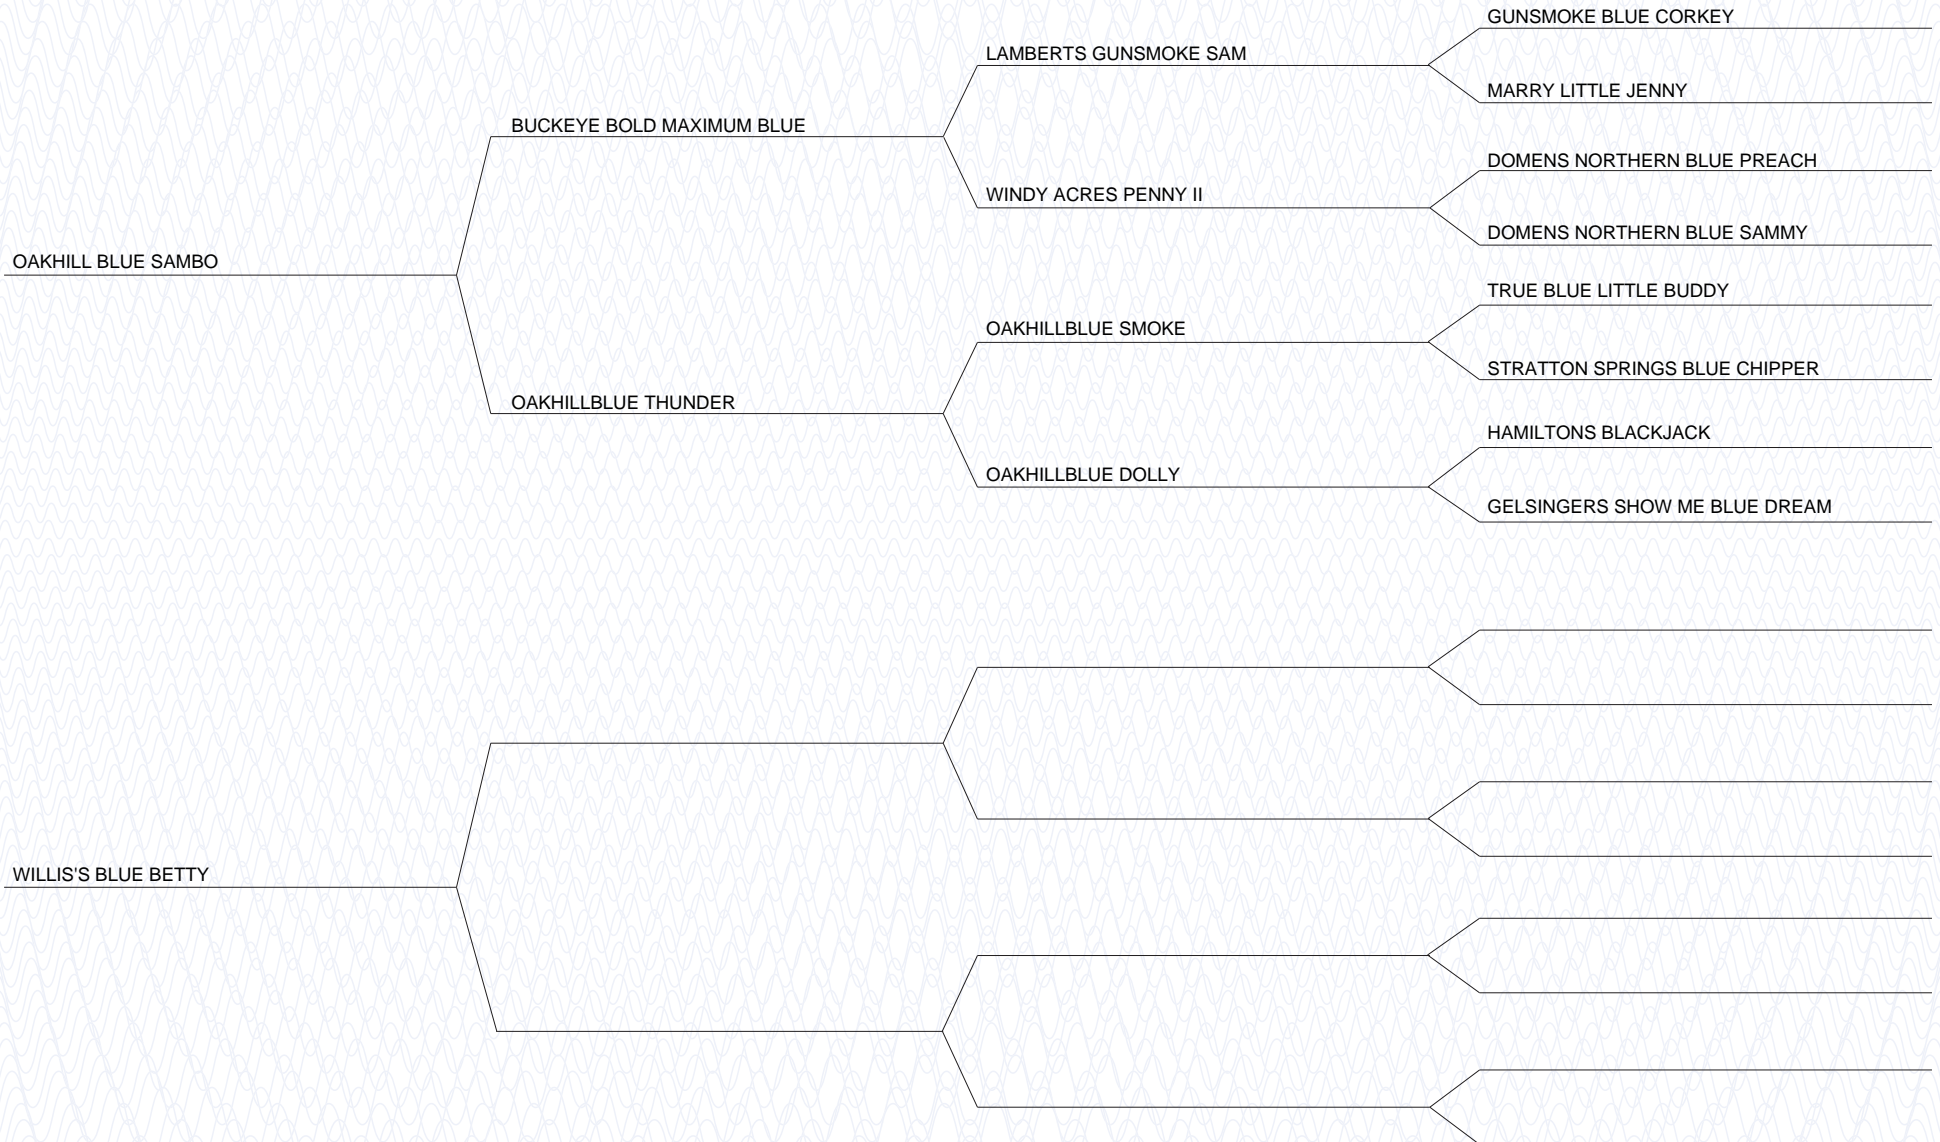 GUNSMOKE BLUE CORKEY
LAMBERTS GUNSMOKE SAM
MARRY LITTLE JENNY
BUCKEYE BOLD MAXIMUM BLUE
DOMENS NORTHERN BLUE PREACH
WINDY ACRES PENNY II
DOMENS NORTHERN BLUE SAMMY
OAKHILL BLUE SAMBO
TRUE BLUE LITTLE BUDDY
OAKHILLBLUE SMOKE
STRATTON SPRINGS BLUE CHIPPER
OAKHILLBLUE THUNDER
HAMILTONS BLACKJACK
OAKHILLBLUE DOLLY
GELSINGERS SHOW ME BLUE DREAM
WILLIS'S BLUE BETTY